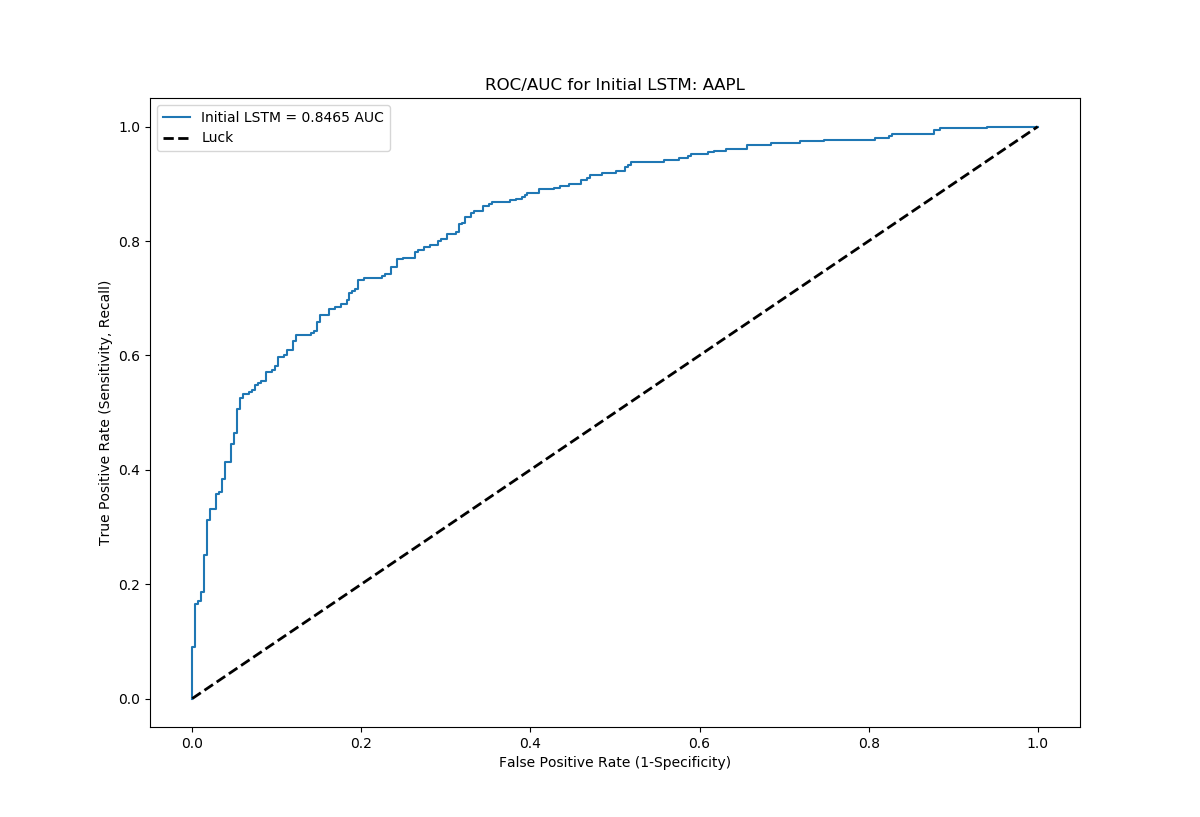 ROC/AUC for Initial LSTM: AAPL
Initial LSTM = 0.8465 AUC
Luck
1.0
0.8
0.6
0.4
0.2
0.0
True Positive Rate (Sensitivity, Recall)
0.0 0.2 0.4 0.6 0.8 1.0
False Positive Rate (1-Specificity)